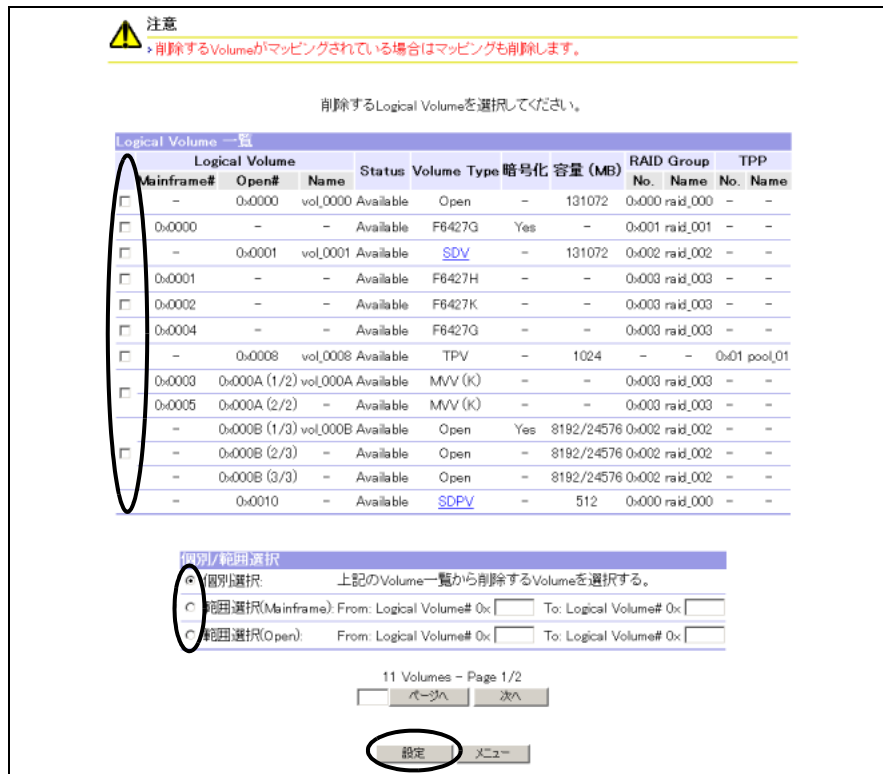 注意
削除するVolumeがマッピングされている場合はマッピングも削除します。
削除するLogical Volumeを選択してください。
Logical Volume 一覧
Logical Volume Status Volume Type 暗号化 容量 (MB) RAID Group TPP
Mainframe# Open# Name No. Name No. Name
- 0x0000 vol_0000 Available Open - 131072 0x000 raid_000 - -
0x0000 - - Available F6427G Yes - 0x001 raid_001 - -
- 0x0001 vol_0001 Available SDV - 131072 0x002 raid_002 - -
0x0001 - - Available F6427H - - 0x003 raid_003 - -
0x0002 - - Available F6427K - - 0x003 raid_003 - -
0x0004 - - Available F6427G - - 0x003 raid_003 - -
- 0x0008 vol_0008 Available TPV - 1024 - - 0x01 pool_01
0x0003 0x000A (1/2) vol_000A Available MVV (K) - - 0x003 raid_003 - -
0x0005 0x000A (2/2) - Available MVV (K) - - 0x003 raid_003 - -
- 0x000B (1/3) vol_000B Available Open Yes 8192/24576 0x002 raid_002 - -
- 0x000B (2/3) - Available Open - 8192/24576 0x002 raid_002 - -
- 0x000B (3/3) - Available Open - 8192/24576 0x002 raid_002 - -
- 0x0010 - Available SDPV - 512 0x000 raid_000 - -
個別/範囲選択
個別選択: 上記のVolume一覧から削除するVolumeを選択する。
範囲選択(Mainframe): From: Logical Volume# 0x To: Logical Volume# 0x
範囲選択(Open): From: Logical Volume# 0x To: Logical Volume# 0x
11 Volumes - Page 1/2
ページへ 次へ
設定 メニュー